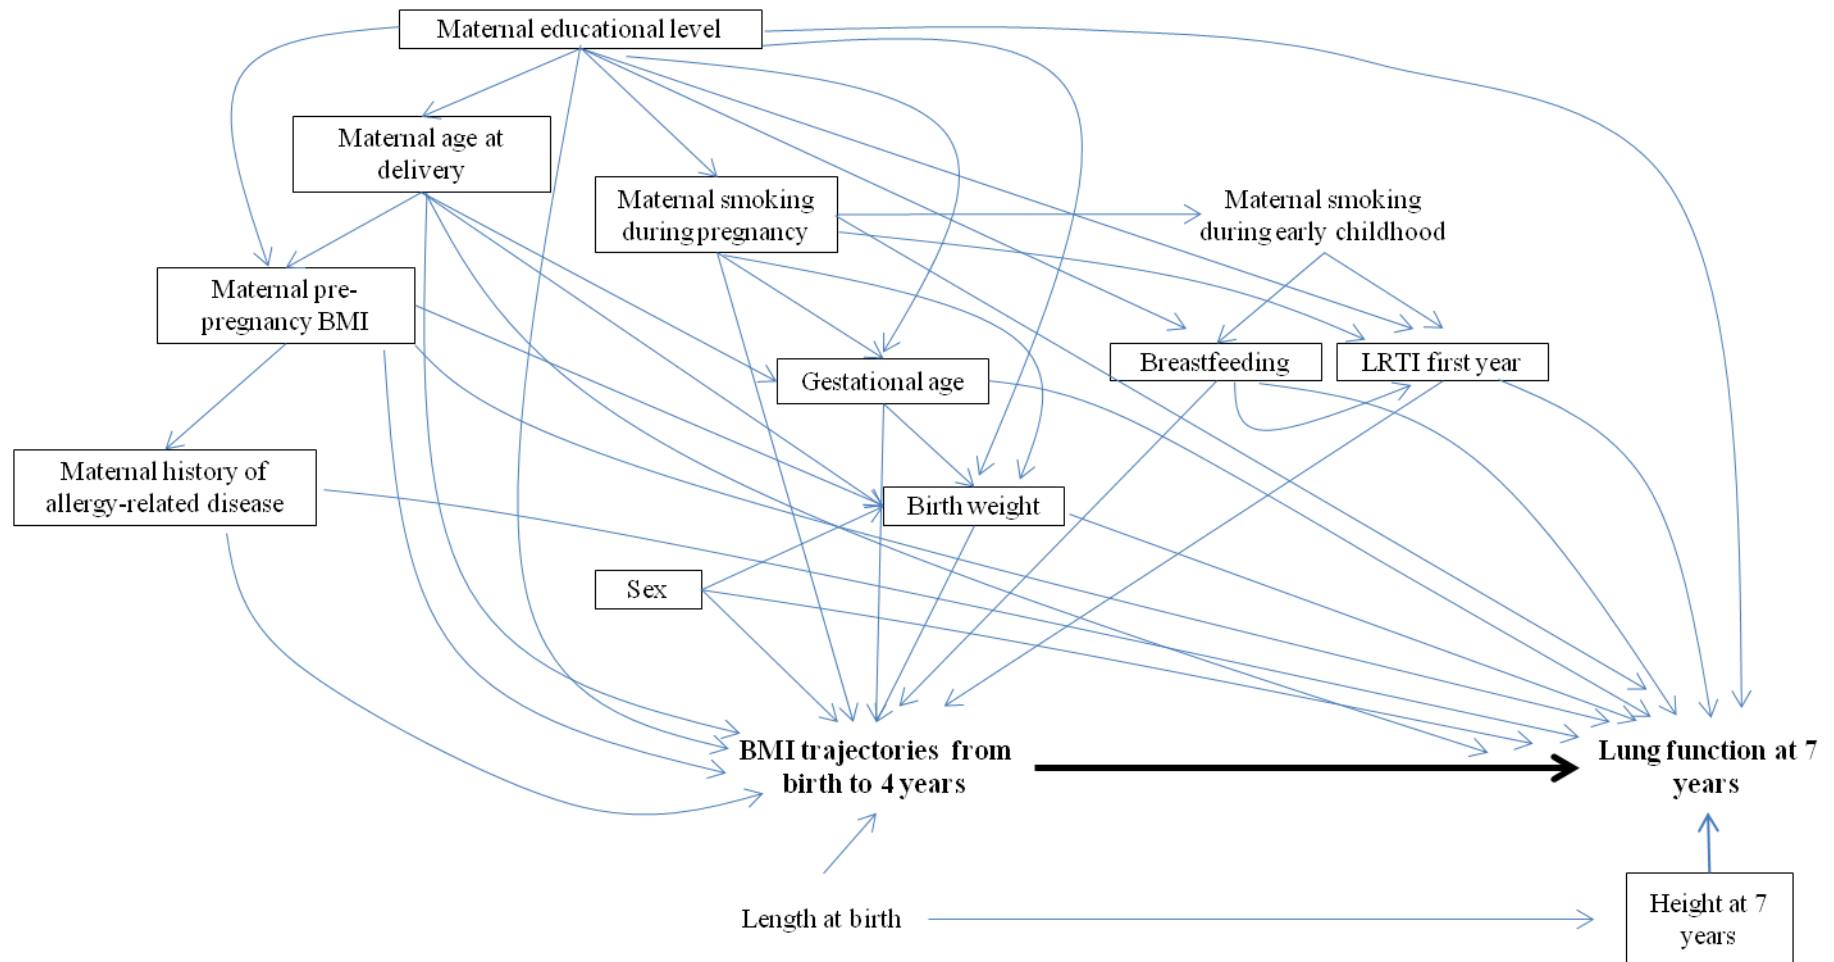 Maternal educational level
Maternal age at
delivery
Maternal smoking
during pregnancy
Maternal smoking
during early childhood
Maternal pre-
pregnancy BMI
Breastfeeding
LRTI first year
Gestational age
Maternal history of
allergy-related disease
Birth weight
Sex
BMI trajectories from
birth to 4 years
Lung function at 7
years
Length at birth
Height at 7
years